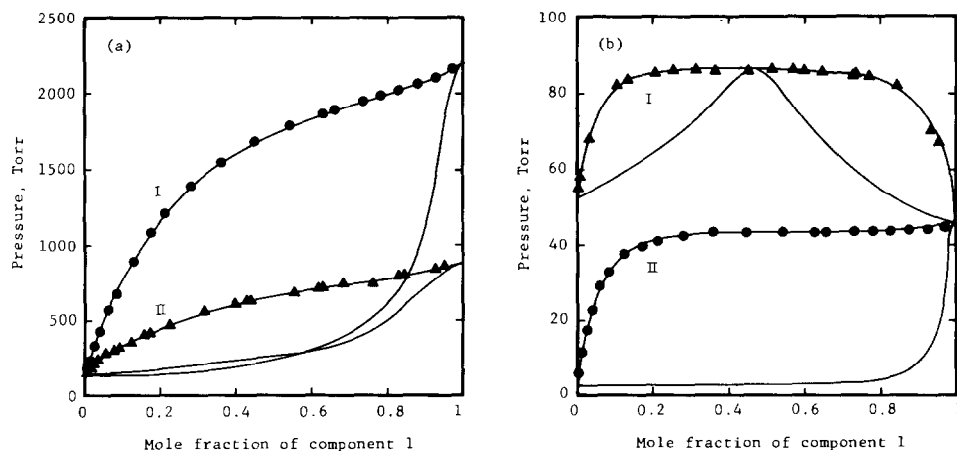 (a)
2500
2000
1500
1000
500
0
Pressure, Torr
I
II
0 0.2 0.4 0.6 0.8 1
Mole fraction of component 1
(b)
100
80
60
40
20
0
Pressure, Torr
I
II
0 0.2 0.4 0.6 0.8
Mole fraction of component 1